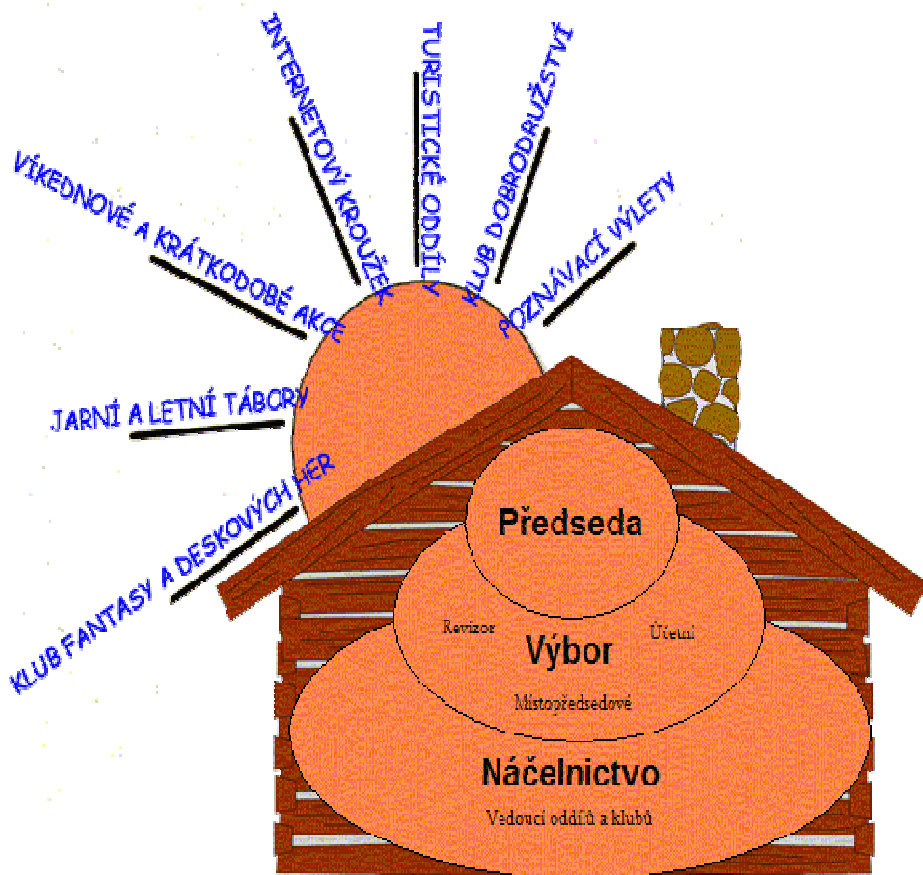 INTERNETOVÝ KROUŽEK
TURISTICKÉ ODDÍLY
KLUB DOBRODRUŽSTVÍ
VÍKEDNOVÉ A KRÁTKODOBÉ AKCE
POZNÁVACÍ VÝLETY
JARNÍ A LETNÍ TÁBORY
KLUB FANTASY A DESKOVÝCH HER
Předseda
Revizor
Účetní
Výbor
Místopředsedové
Náčelnictvo
Vedoucí oddílů a klubů